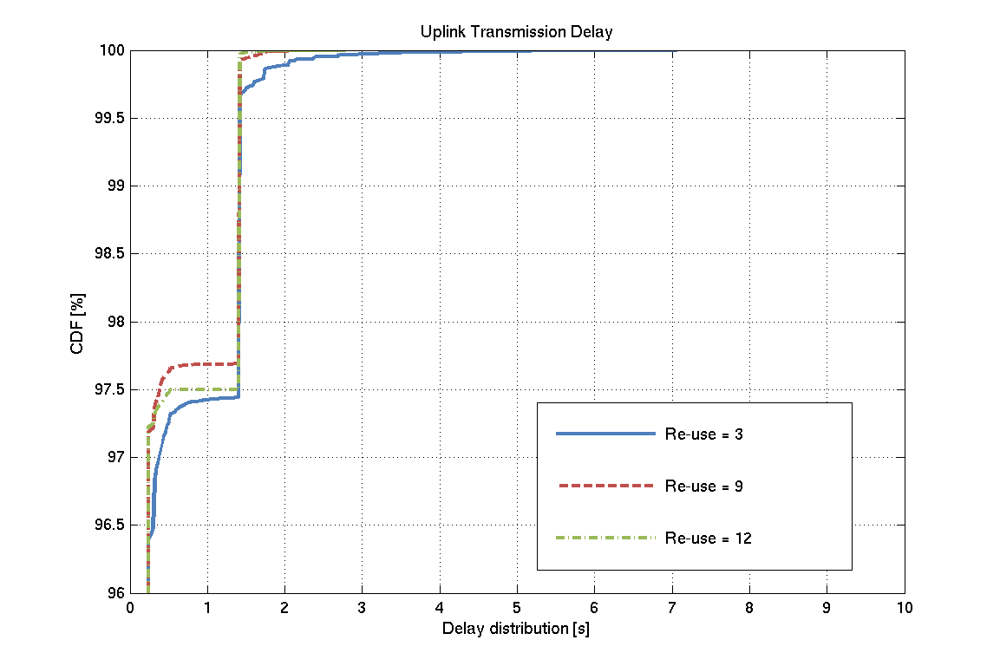 Uplink Transmission Delay
100
99.5
99
98.5
98
97.5
97
96.5
96
CDF [%]
Re-use = 3
Re-use = 9
Re-use = 12
0 1 2 3 4 5 6 7 8 9 10
Delay distribution [s]